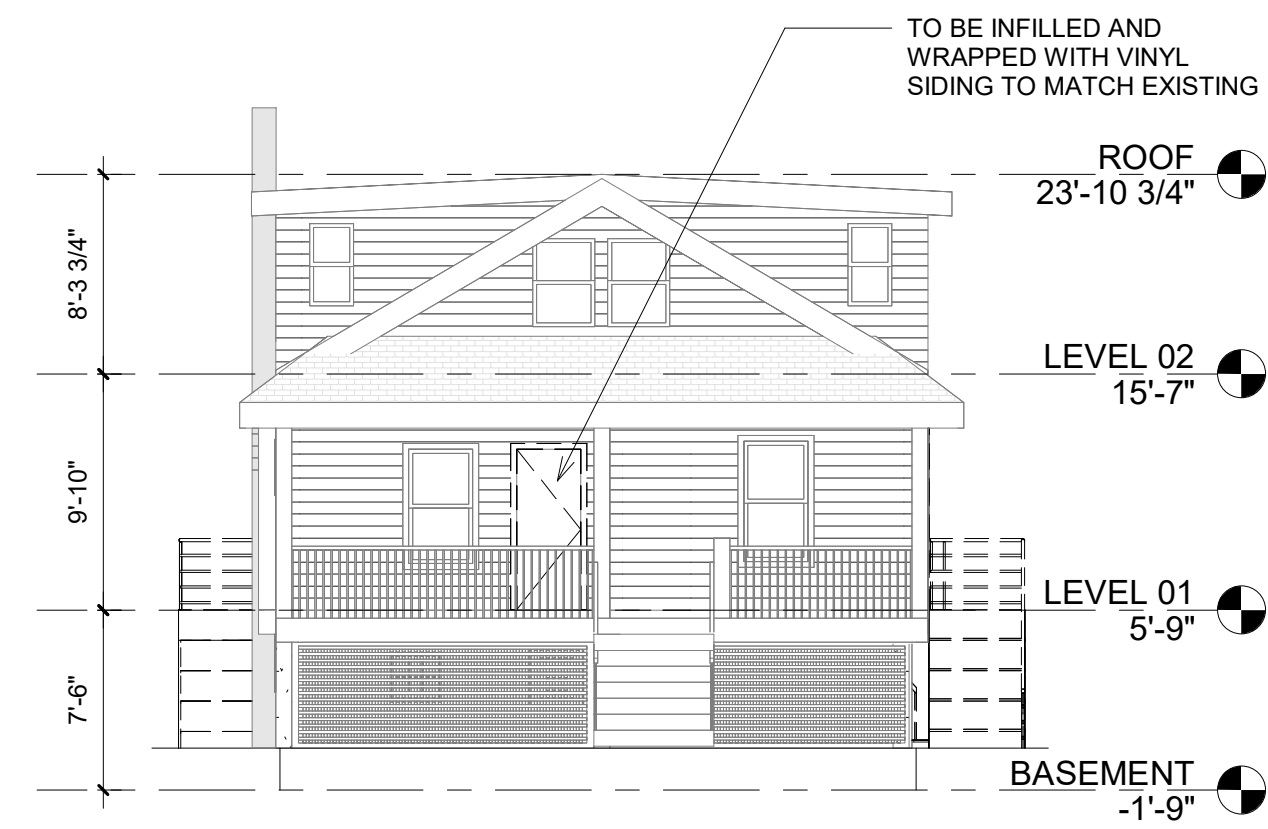 TO BE INFILLED AND
WRAPPED WITH VINYL
SIDING TO MATCH EXISTING
ROOF
23'-10 3/4"
8'-3 3/4"
LEVEL 02
15'-7"
9'-10"
LEVEL 01
5'-9"
7'-6"
BASEMENT
-1'-9"